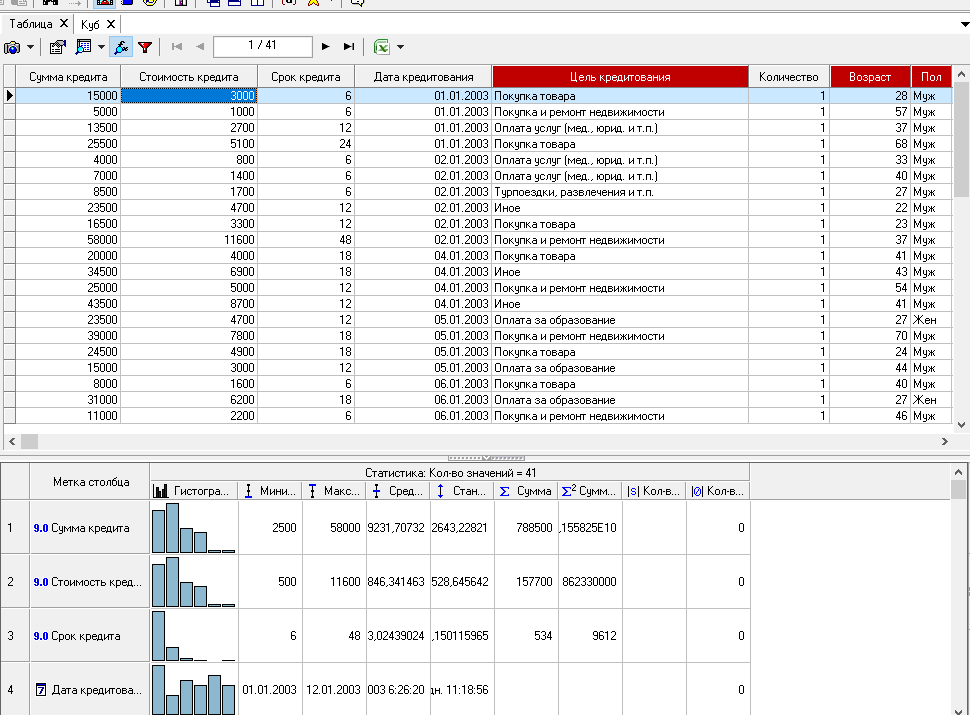 Таблица Куб
1 / 41
Сумма кредита Стоимость кредита Срок кредита Дата кредитования Цель кредитования Количество Возраст Пол
15000 3000 6 01.01.2003 Покупка товара 1 28 Муж
5000 1000 6 01.01.2003 Покупка и ремонт недвижимости 1 57 Муж
13500 2700 12 01.01.2003 Оплата услуг (мед., юрид. и т.п.) 1 37 Муж
25500 5100 24 01.01.2003 Покупка товара 1 68 Муж
4000 800 6 02.01.2003 Оплата услуг (мед., юрид. и т.п.) 1 33 Муж
7000 1400 6 02.01.2003 Оплата услуг (мед., юрид. и т.п.) 1 40 Муж
8500 1700 6 02.01.2003 Турпоездки, развлечения и т.п. 1 27 Муж
23500 4700 12 02.01.2003 Иное 1 22 Муж
16500 3300 12 02.01.2003 Покупка товара 1 23 Муж
58000 11600 48 02.01.2003 Покупка и ремонт недвижимости 1 37 Муж
20000 4000 18 04.01.2003 Покупка товара 1 41 Муж
34500 6900 18 04.01.2003 Иное 1 43 Муж
25000 5000 12 04.01.2003 Покупка и ремонт недвижимости 1 54 Муж
43500 8700 12 04.01.2003 Иное 1 41 Муж
23500 4700 12 05.01.2003 Оплата за образование 1 27 Жен
39000 7800 18 05.01.2003 Покупка и ремонт недвижимости 1 70 Муж
24500 4900 18 05.01.2003 Покупка товара 1 24 Муж
15000 3000 12 05.01.2003 Оплата за образование 1 44 Муж
8000 1600 6 06.01.2003 Покупка товара 1 40 Муж
31000 6200 18 06.01.2003 Оплата за образование 1 27 Жен
11000 2200 6 06.01.2003 Покупка и ремонт недвижимости 1 46 Муж
Метка столбца Статистика: Кол-во значений = 41
Гистогра... Мини... Макс... Сред... Стан... Σ Сумма Σ² Сумм... |s| Кол-в... |0| Кол-в...
1 9.0 Сумма кредита 2500 58000 9231,70732 2643,22821 788500 ,155825E10 0
2 9.0 Стоимость кред... 500 11600 846,341463 528,645642 157700 862330000 0
3 9.0 Срок кредита 6 48 3,02439024 ,150115965 534 9612 0
4 7 Дата кредитова... 01.01.2003 12.01.2003 003 6:26:20 дн. 11:18:56 0